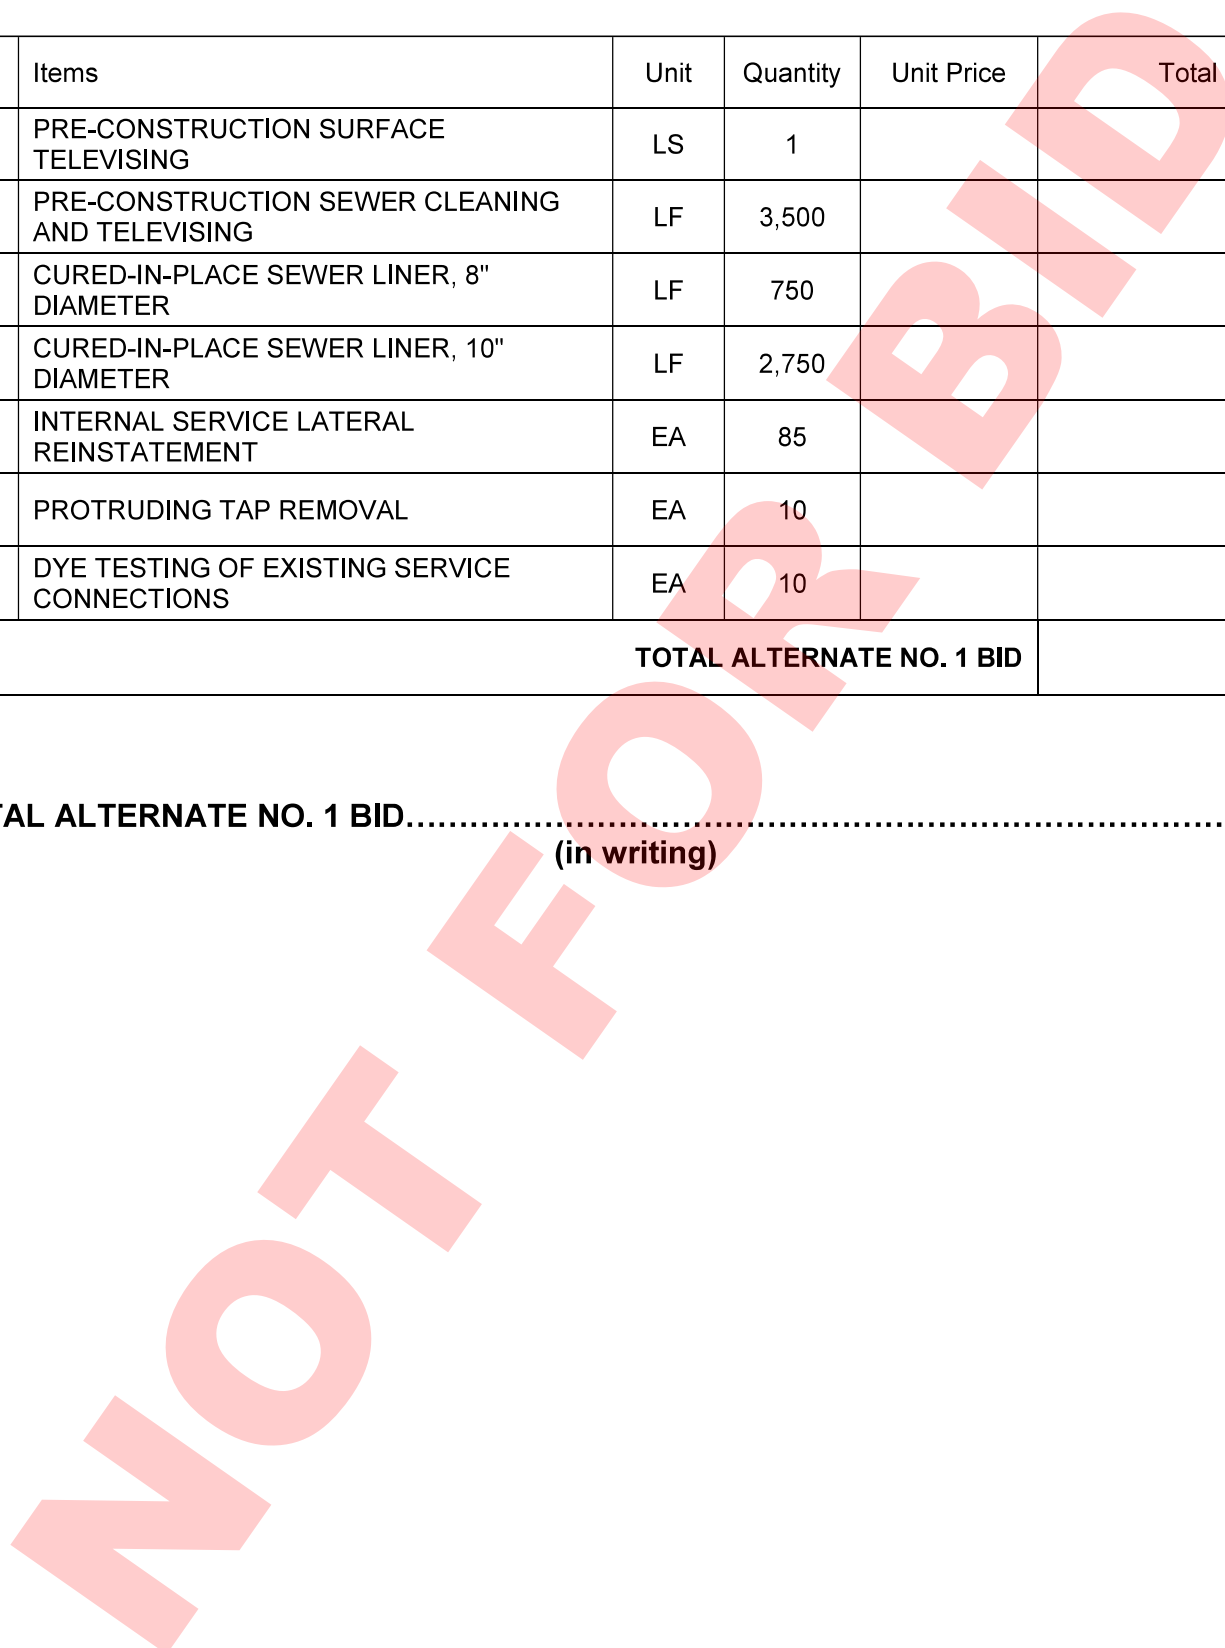 Items Unit Quantity Unit Price Total
PRE-CONSTRUCTION SURFACE
TELEVISING LS 1
PRE-CONSTRUCTION SEWER CLEANING
AND TELEVISING LF 3,500
CURED-IN-PLACE SEWER LINER, 8"
DIAMETER LF 750
CURED-IN-PLACE SEWER LINER, 10"
DIAMETER LF 2,750
INTERNAL SERVICE LATERAL
REINSTATEMENT EA 85
PROTRUDING TAP REMOVAL EA 10
DYE TESTING OF EXISTING SERVICE
CONNECTIONS EA 10
TOTAL ALTERNATE NO. 1 BID
TAL ALTERNATE NO. 1 BID..............................................................................
(in writing)
NOT FOR BID